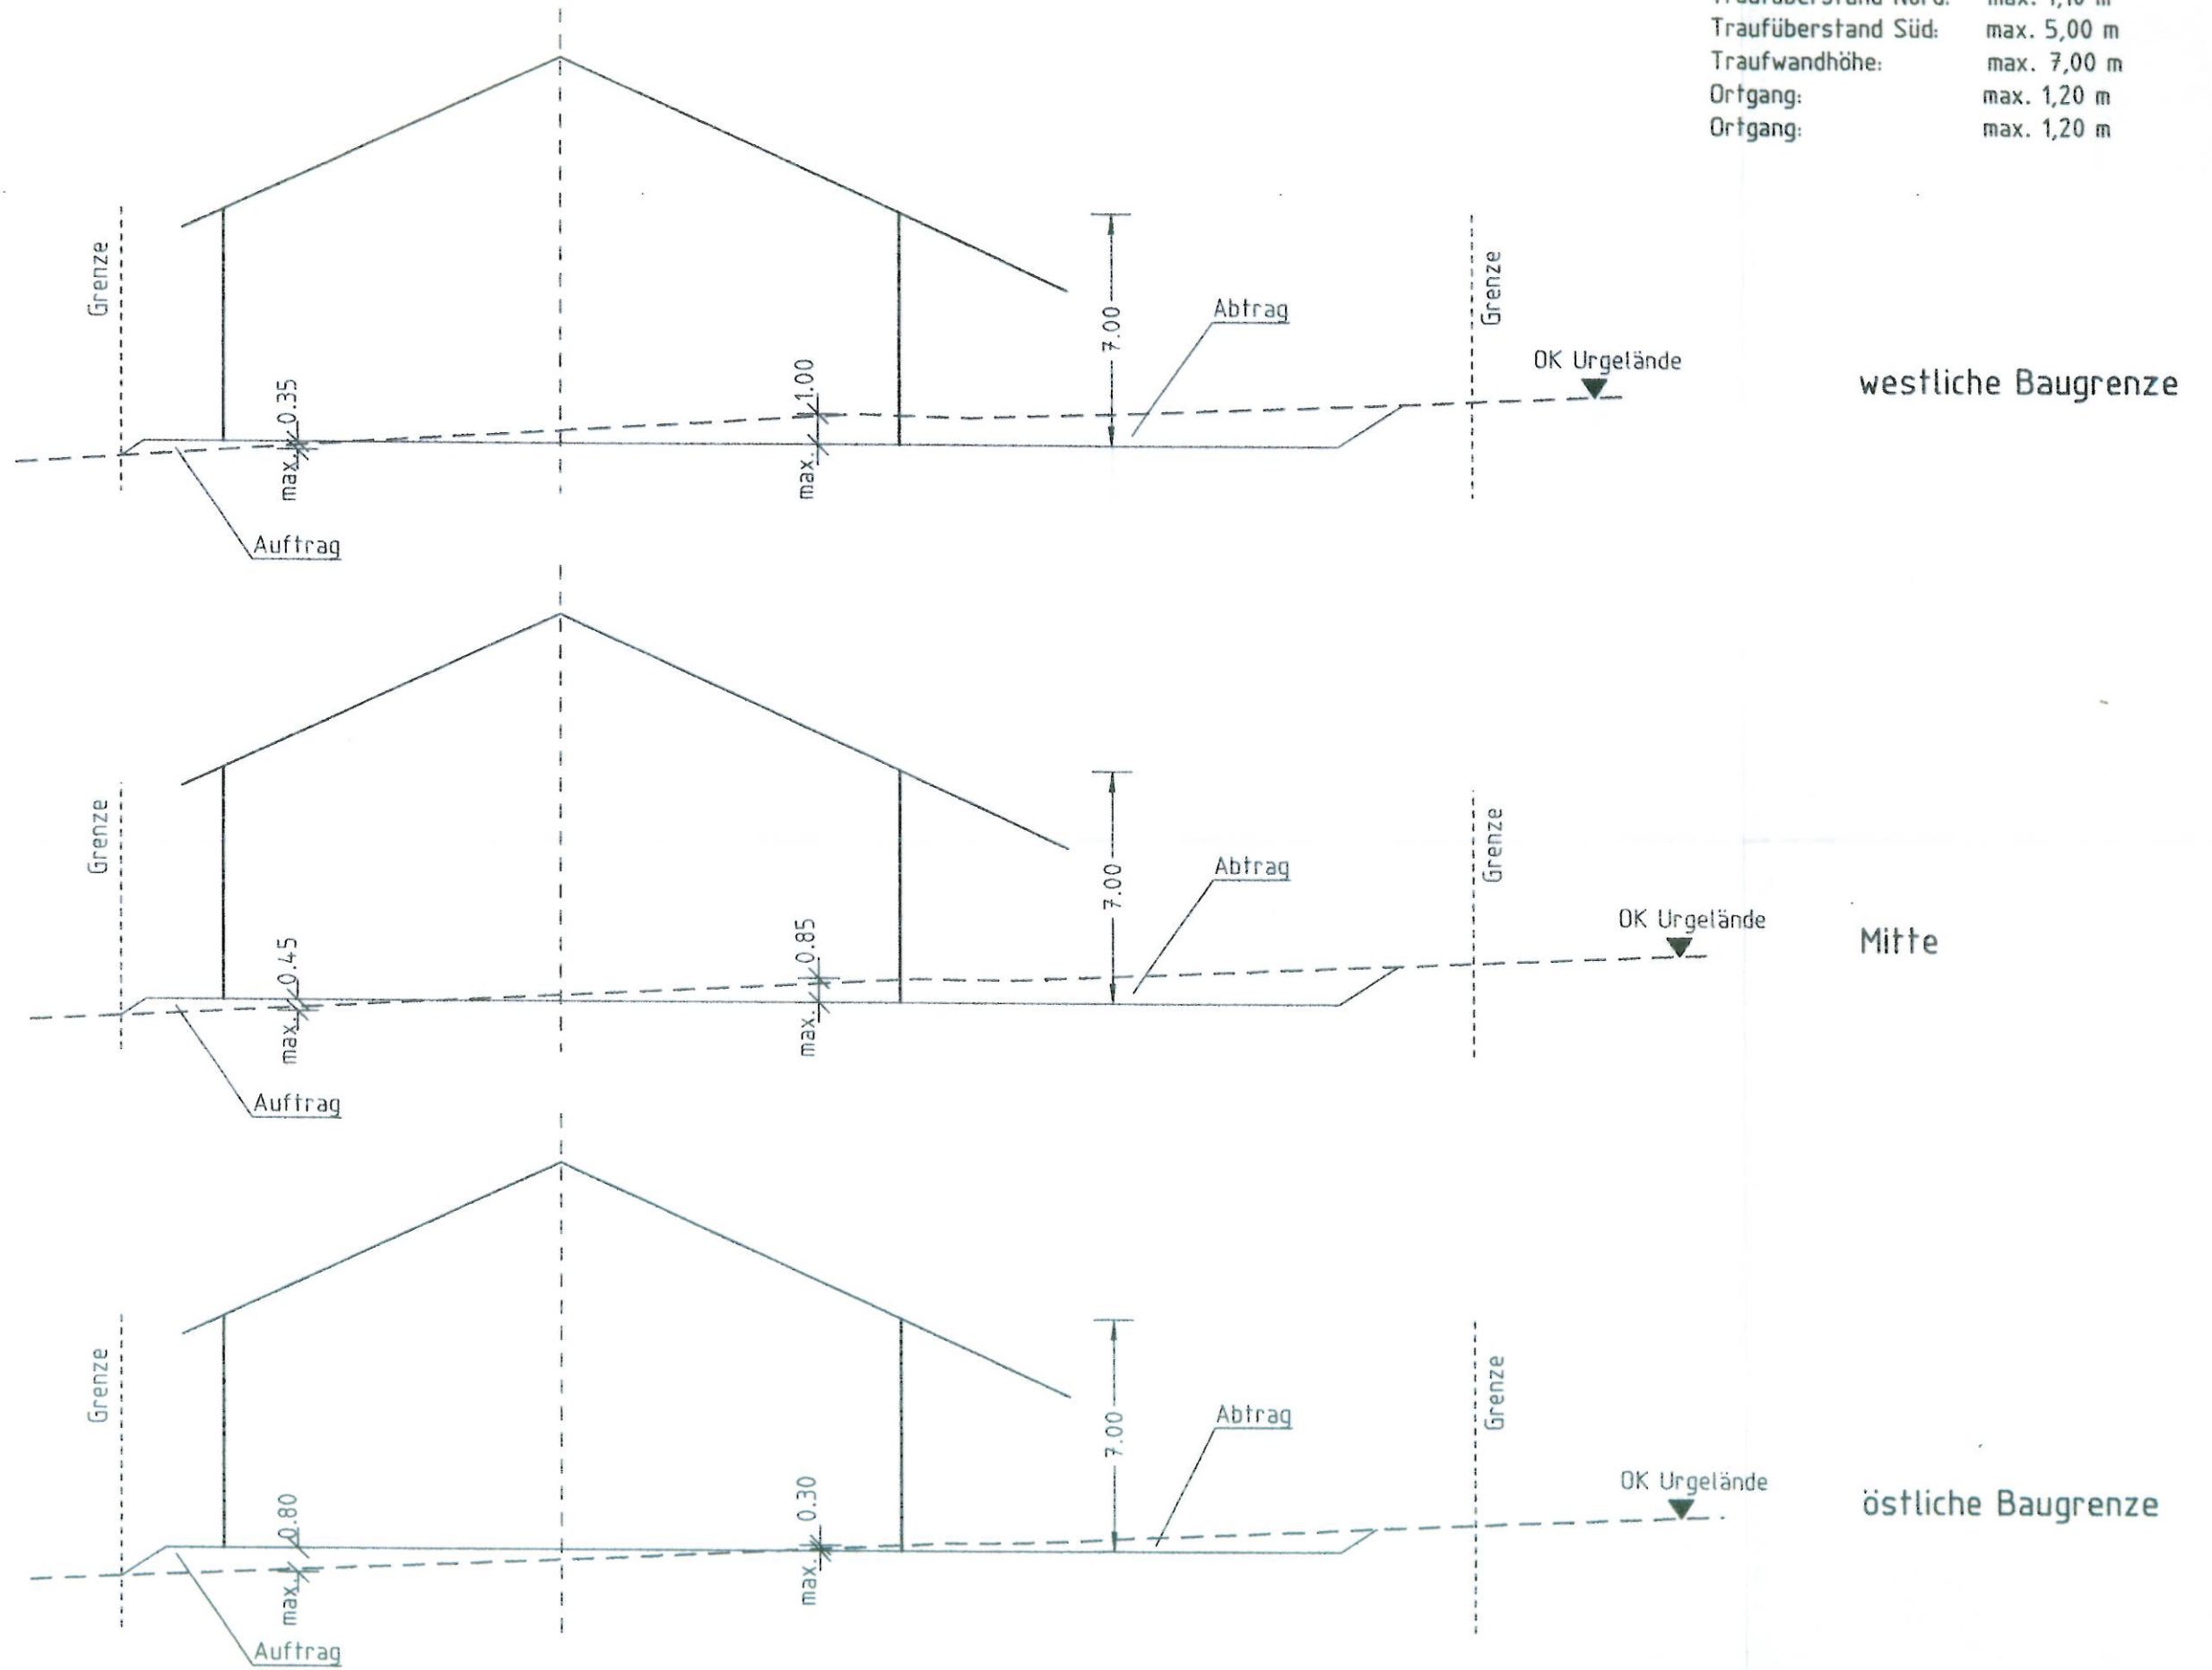 Traufüberstand Süd: max. 5,00 m
Traufwandhöhe: max. 7,00 m
Ortgang: max. 1,20 m
Ortgang: max. 1,20 m
Grenze
max. 0.35
max. 1.00
7.00
Abtrag
Grenze
OK Urgelände
westliche Baugrenze
Auftrag
Grenze
max. 0.45
max. 0.85
7.00
Abtrag
Grenze
OK Urgelände
Mitte
Auftrag
Grenze
max. 0.80
max. 0.30
7.00
Abtrag
Grenze
OK Urgelände
östliche Baugrenze
Auftrag